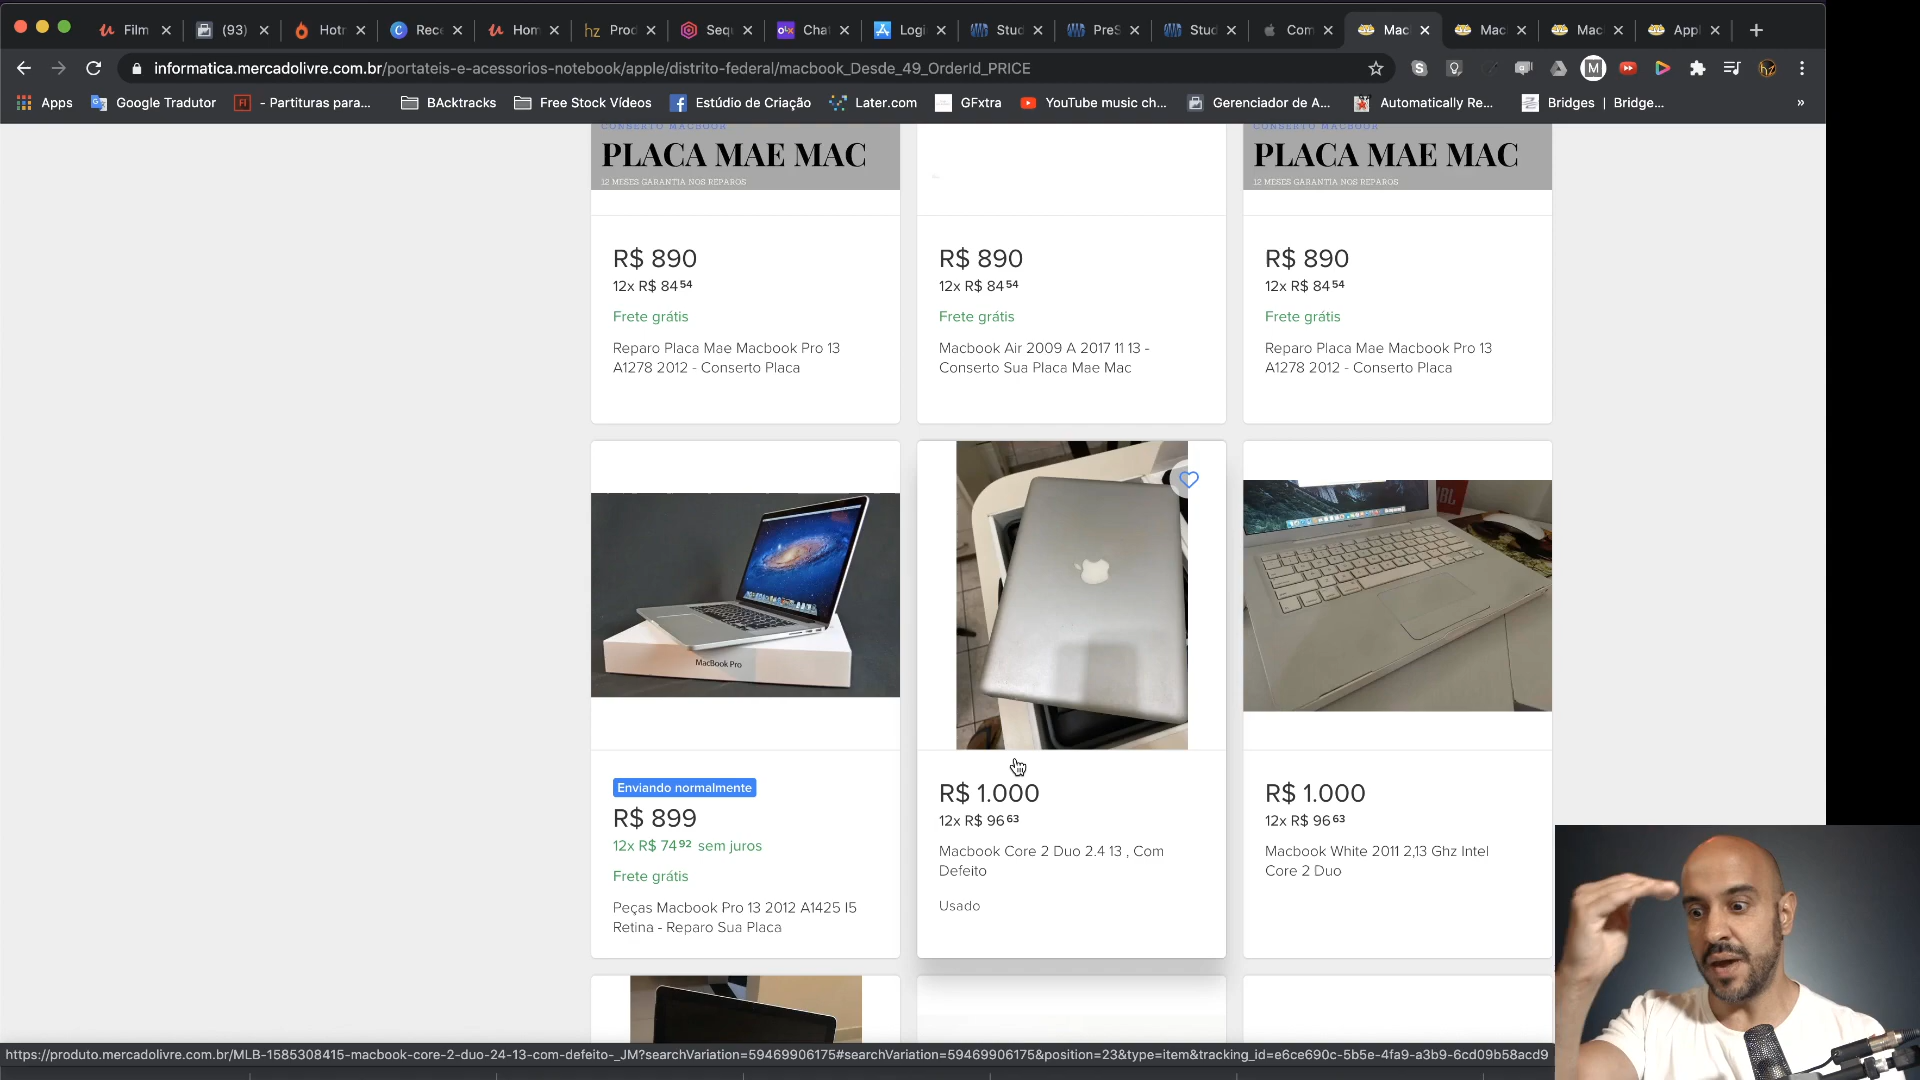 Film
(93)
Hotr
Rece
Hom
Prod
Sequ
Chat
Logi
Stud
PreS
Stud
Com
Mac
Mac
Mac
Appl
informatica.mercadolivre.com.br/portateis-e-acessorios-notebook/apple/distrito-federal/macbook_Desde_49_OrderId_PRICE
Apps
Google Tradutor
- Partituras para...
BAcktracks
Free Stock Vídeos
Estúdio de Criação
Later.com
GFxtra
YouTube music ch...
Gerenciador de A...
Automatically Re...
Bridges | Bridge...
»
CONSERTO MACBOOK
PLACA MAE MAC
12 MESES GARANTIA NOS REPAROS
CONSERTO MACBOOK
PLACA MAE MAC
12 MESES GARANTIA NOS REPAROS
R$ 890
12x R$ 84 54
Frete grátis
Reparo Placa Mae Macbook Pro 13
A1278 2012 - Conserto Placa
R$ 890
12x R$ 84 54
Frete grátis
Macbook Air 2009 A 2017 11 13 -
Conserto Sua Placa Mae Mac
R$ 890
12x R$ 84 54
Frete grátis
Reparo Placa Mae Macbook Pro 13
A1278 2012 - Conserto Placa
MacBook Pro
JBL
Enviando normalmente
R$ 899
12x R$ 74 92 sem juros
Frete grátis
Peças Macbook Pro 13 2012 A1425 I5
Retina - Reparo Sua Placa
R$ 1.000
12x R$ 96 63
Macbook Core 2 Duo 2.4 13 , Com
Defeito
Usado
R$ 1.000
12x R$ 96 63
Macbook White 2011 2,13 Ghz Intel
Core 2 Duo
https://produto.mercadolivre.com.br/MLB-1585308415-macbook-core-2-duo-24-13-com-defeito-_JM?searchVariation=59469906175#searchVariation=59469906175&position=23&type=item&tracking_id=e6ce690c-5b5e-4fa9-a3b9-6cd09b58acd9